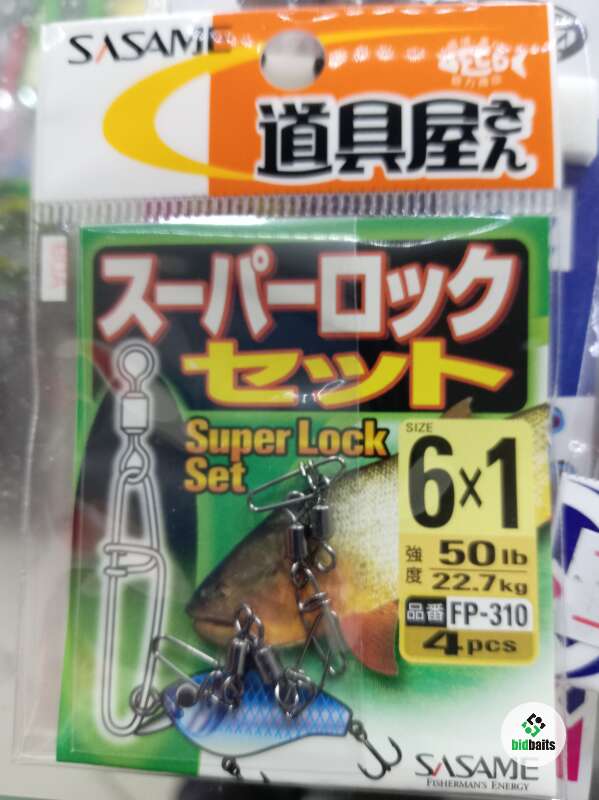 SASAME
道具屋さん
スーパーロック
セット
Super Lock
Set
SIZE
6×1
強度
50lb
22.7kg
品番 FP-310
4pcs
SASAME
FISHERMAN'S ENERGY
bidbaits